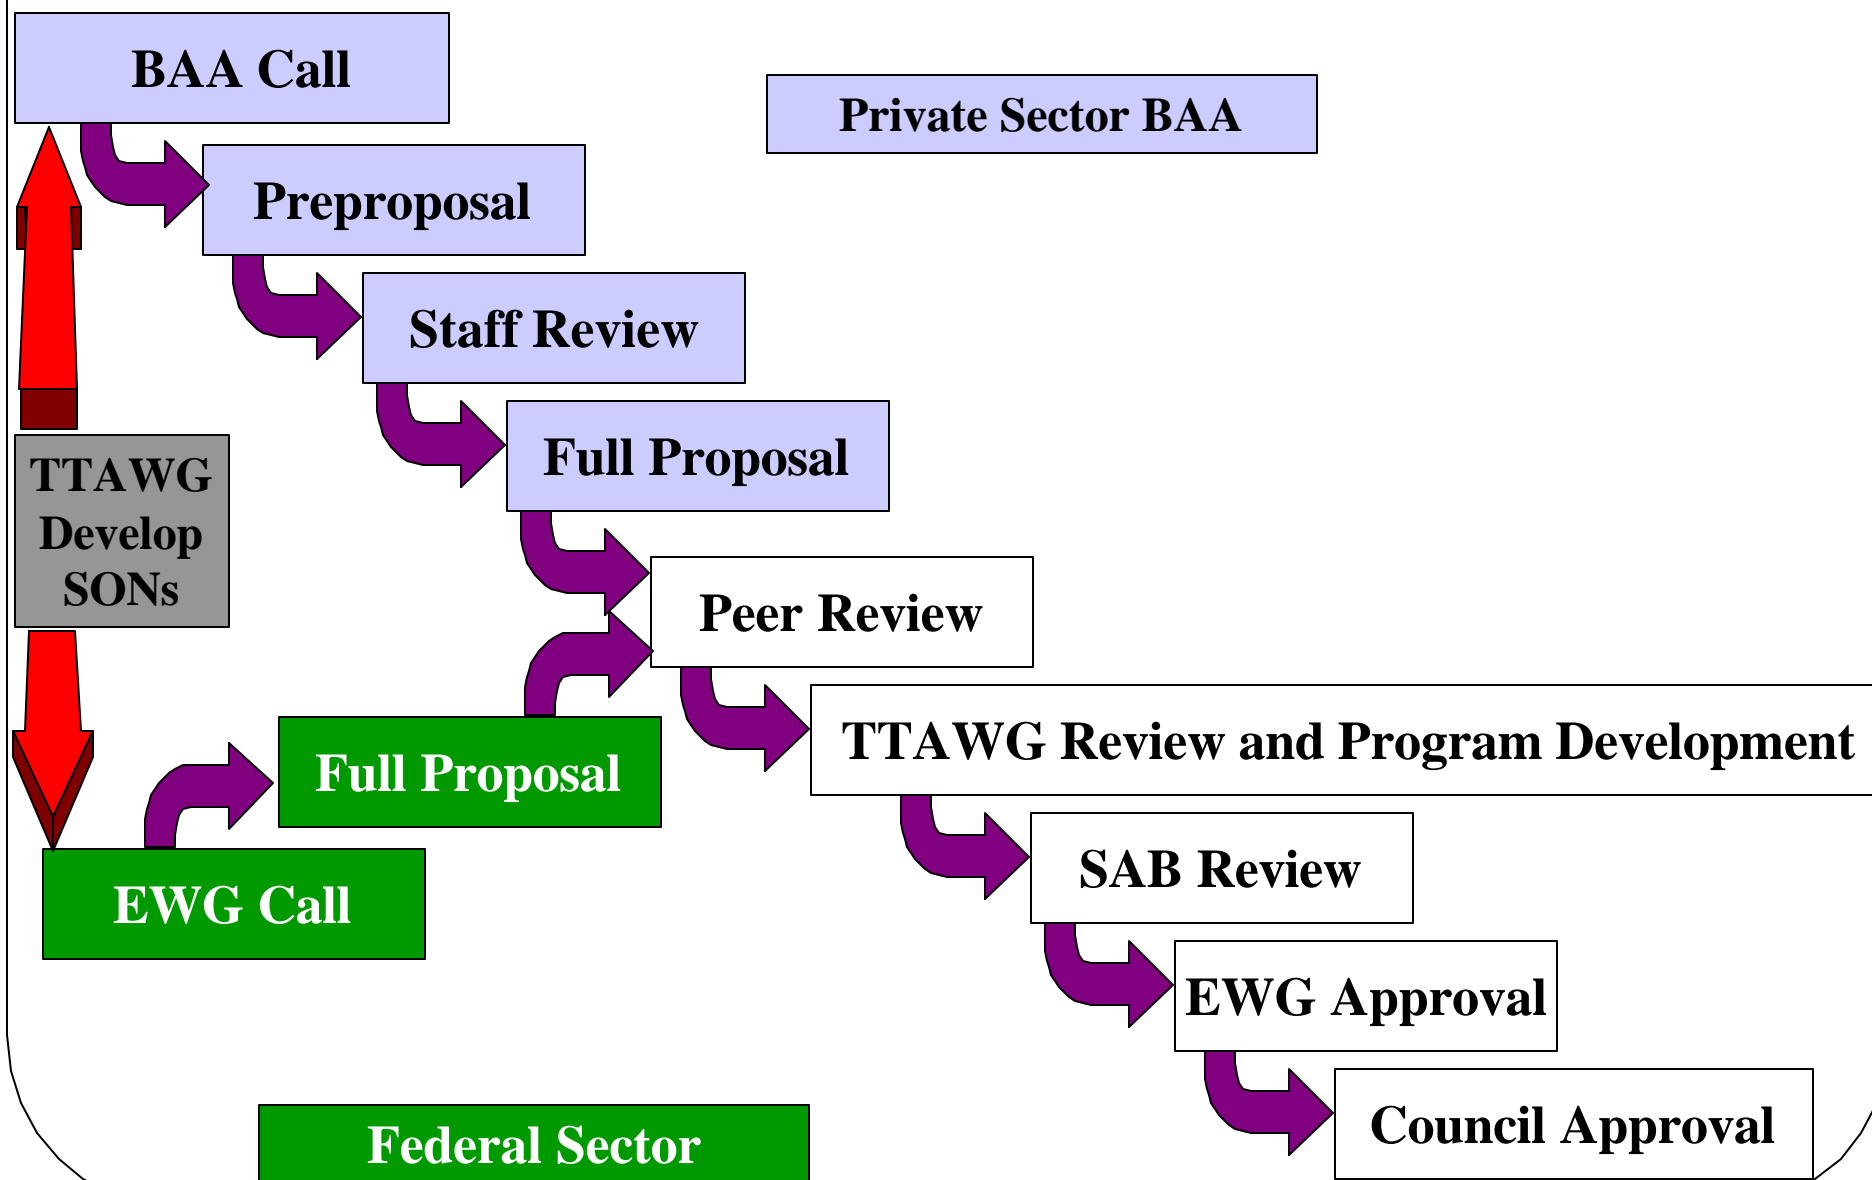 BAA Call
Private Sector BAA
Preproposal
Staff Review
Full Proposal
TTAWG
Develop
SONs
Peer Review
TTAWG Review and Program Development
Full Proposal
SAB Review
EWG Call
EWG Approval
Council Approval
Federal Sector